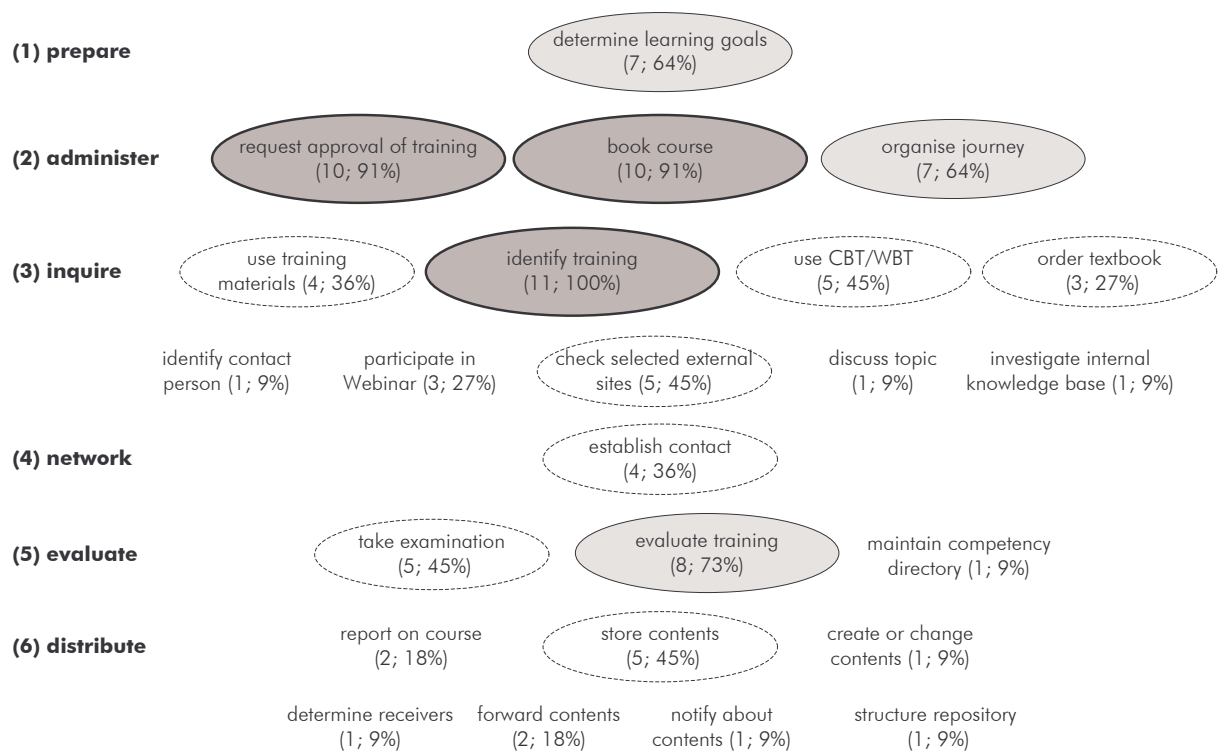 (1) prepare
determine learning goals
(7; 64%)
(2) administer
request approval of training
(10; 91%)
book course
(10; 91%)
organise journey
(7; 64%)
(3) inquire
use training
materials (4; 36%)
identify training
(11; 100%)
use CBT/WBT
(5; 45%)
order textbook
(3; 27%)
identify contact
person (1; 9%)
participate in
Webinar (3; 27%)
check selected external
sites (5; 45%)
discuss topic
(1; 9%)
investigate internal
knowledge base (1; 9%)
(4) network
establish contact
(4; 36%)
(5) evaluate
take examination
(5; 45%)
evaluate training
(8; 73%)
maintain competency
directory (1; 9%)
(6) distribute
report on course
(2; 18%)
store contents
(5; 45%)
create or change
contents (1; 9%)
determine receivers
(1; 9%)
forward contents
(2; 18%)
notify about
contents (1; 9%)
structure repository
(1; 9%)